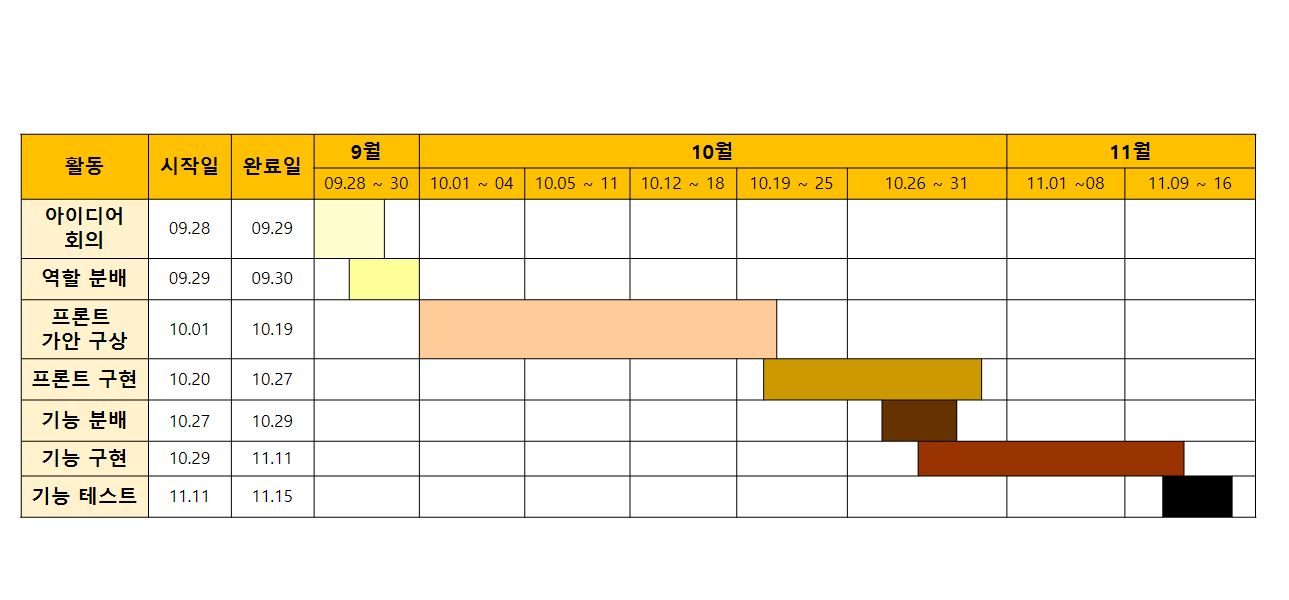 활동 시작일 완료일 9월 10월 11월
09.28 ~ 30 10.01 ~ 04 10.05 ~ 11 10.12 ~ 18 10.19 ~ 25 10.26 ~ 31 11.01 ~08 11.09 ~ 16
아이디어
회의 09.28 09.29
역할 분배 09.29 09.30
프론트
가안 구상 10.01 10.19
프론트 구현 10.20 10.27
기능 분배 10.27 10.29
기능 구현 10.29 11.11
기능 테스트 11.11 11.15